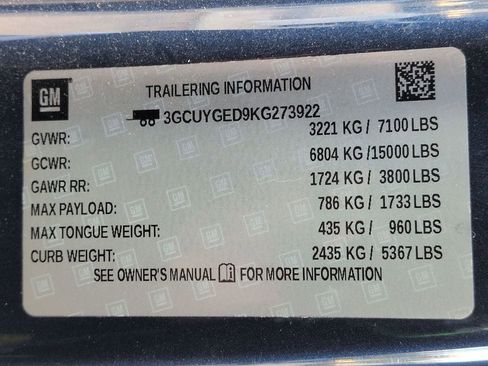 GM
TRAILERING INFORMATION
3GCUYGED9KG273922
GVWR: 3221 KG / 7100 LBS
GCWR: 6804 KG /15000 LBS
GAWR RR: 1724 KG / 3800 LBS
MAX PAYLOAD: 786 KG / 1733 LBS
MAX TONGUE WEIGHT: 435 KG / 960 LBS
CURB WEIGHT: 2435 KG / 5367 LBS
SEE OWNER'S MANUAL FOR MORE INFORMATION